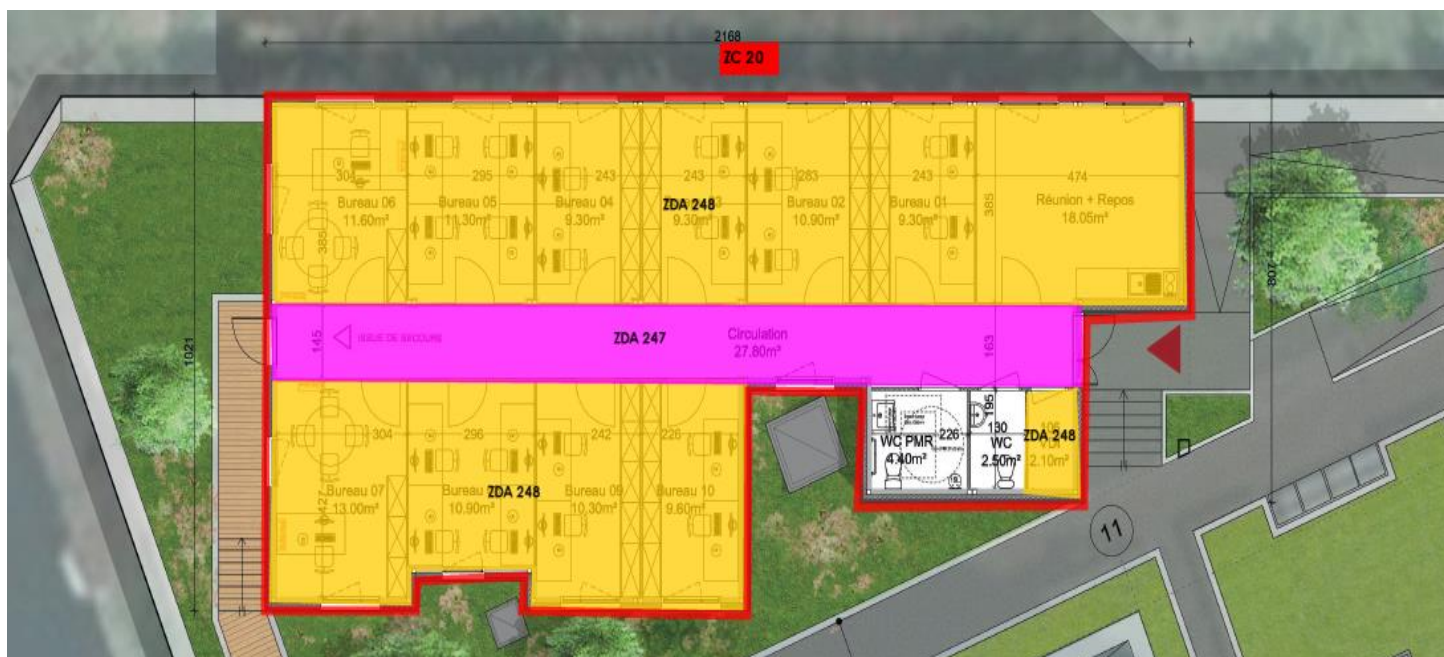 2168
ZC 20
304
295
243
243
283
243
474
Bureau 06
11.60m²
Bureau 05
11.30m²
Bureau 04
9.30m²
ZDA 248
9.30m²
Bureau 02
10.90m²
Bureau 01
9.30m²
385
Réunion + Repos
18.05m²
385
807
1021
145
ISSUE DE SECOURS
ZDA 247
Circulation
27.80m²
163
304
296
242
226
Bureau 07
13.00m²
427
Bureau
ZDA 248
10.90m²
Bureau 09
10.30m²
Bureau 10
9.60m²
WC PMR
4.40m²
226
195
130
WC
2.50m²
ZDA 248
2.10m²
11